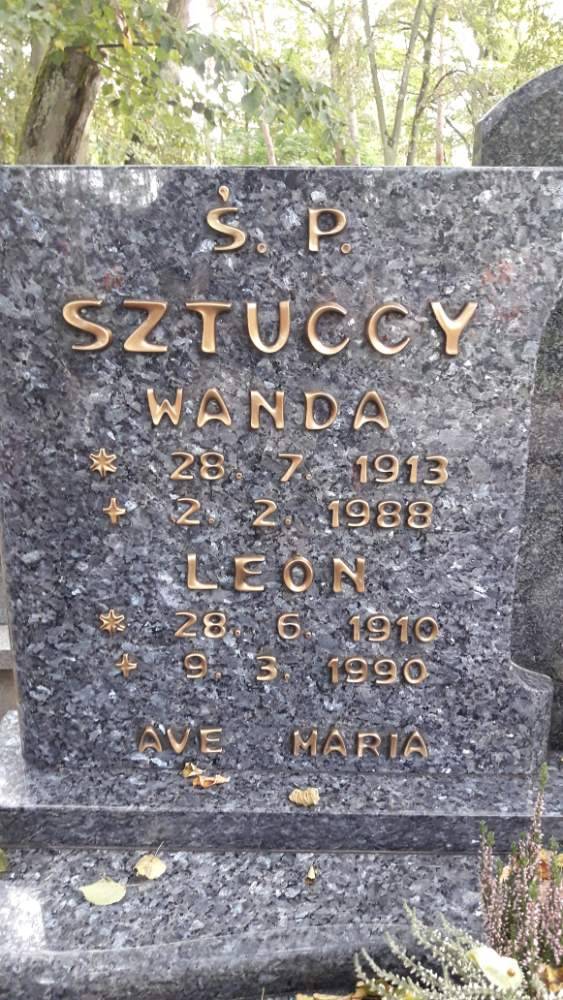 Ś. P.
SZTUCCY
WANDA
* 28. 7. 1913
+ 2. 2. 1988
LEON
* 28. 6. 1910
+ 9. 3. 1990
AVE MARIA